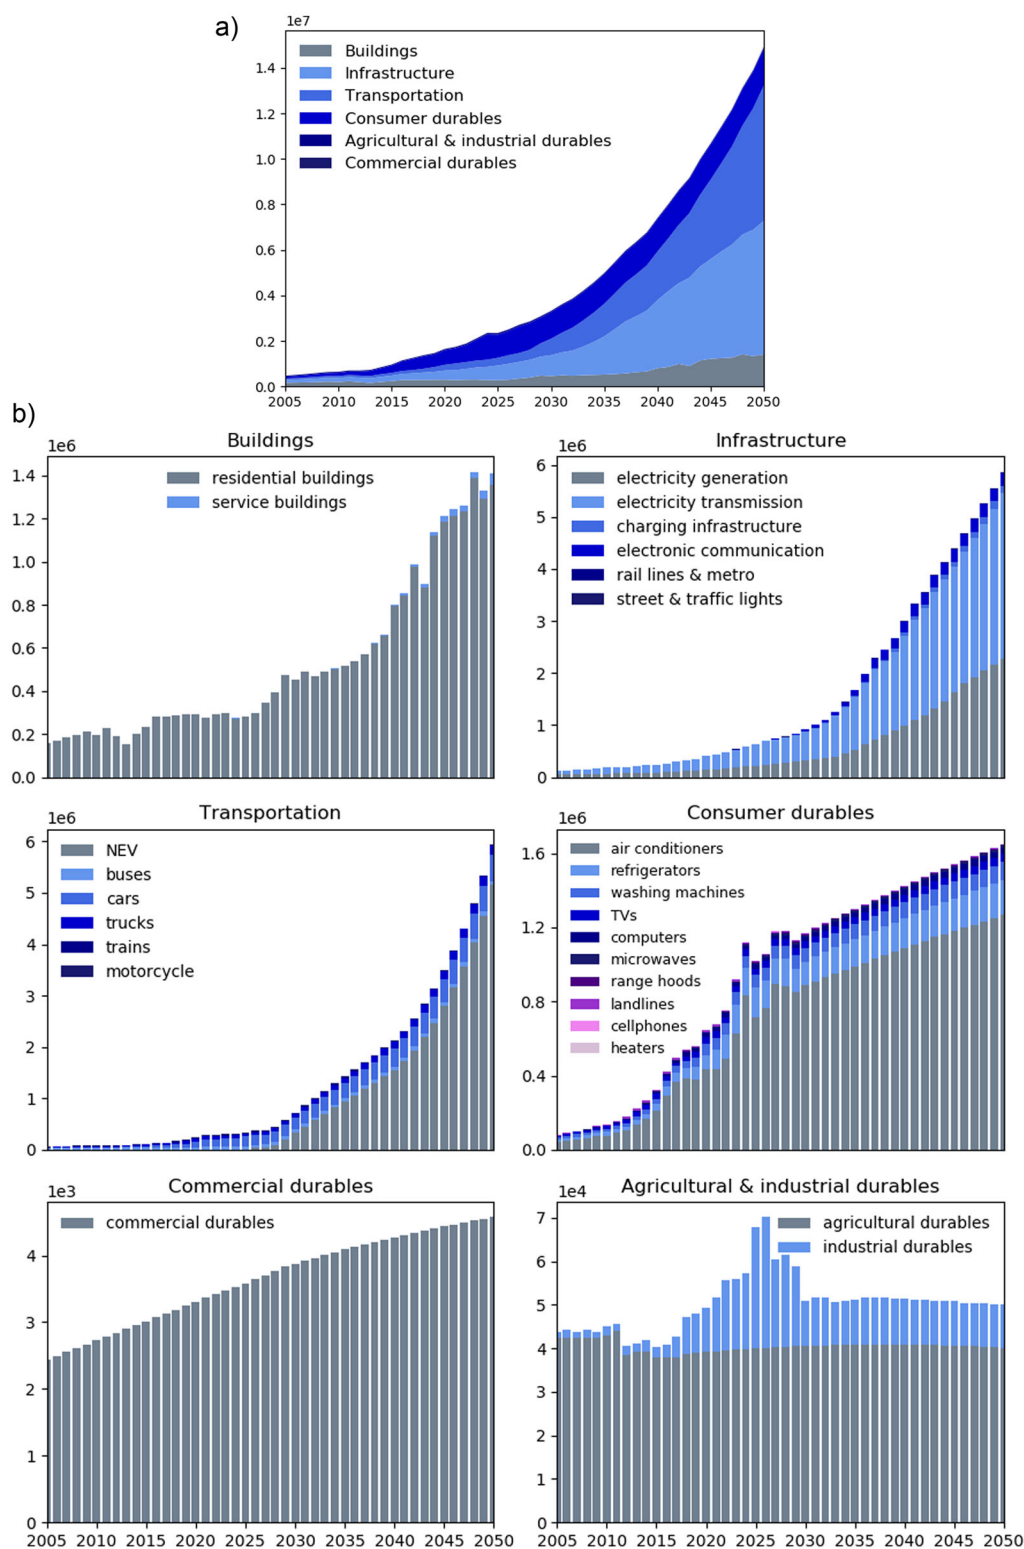 a)
1e7
Buildings
Infrastructure
Transportation
Consumer durables
Agricultural & industrial durables
Commercial durables
1.4
1.2
1.0
0.8
0.6
0.4
0.2
0.0
2005 2010 2015 2020 2025 2030 2035 2040 2045 2050
b)
Buildings
1e6
residential buildings
service buildings
1.4
1.2
1.0
0.8
0.6
0.4
0.2
0.0
Infrastructure
1e6
electricity generation
electricity transmission
charging infrastructure
electronic communication
rail lines & metro
street & traffic lights
6
5
4
3
2
1
0
Transportation
1e6
NEV
buses
cars
trucks
trains
motorcycle
6
5
4
3
2
1
0
Consumer durables
1e6
air conditioners
refrigerators
washing machines
TVs
computers
microwaves
range hoods
landlines
cellphones
heaters
1.6
1.2
0.8
0.4
0.0
Commercial durables
1e3
commercial durables
4
3
2
1
0
2005 2010 2015 2020 2025 2030 2035 2040 2045 2050
Agricultural & industrial durables
1e4
agricultural durables
industrial durables
7
6
5
4
3
2
1
0
2005 2010 2015 2020 2025 2030 2035 2040 2045 2050